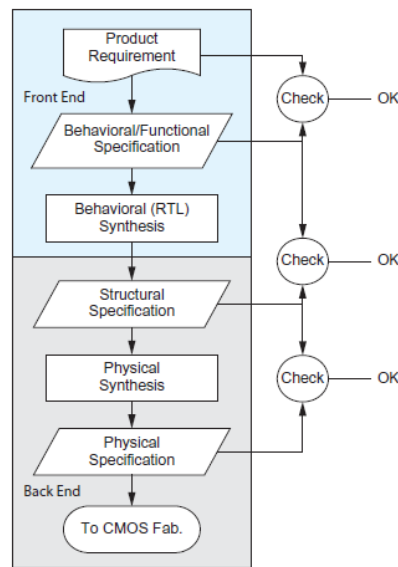 Product
Requirement
Front End
Check
OK
Behavioral/Functional
Specification
Behavioral (RTL)
Synthesis
Check
OK
Structural
Specification
Physical
Synthesis
Check
OK
Physical
Specification
Back End
To CMOS Fab.